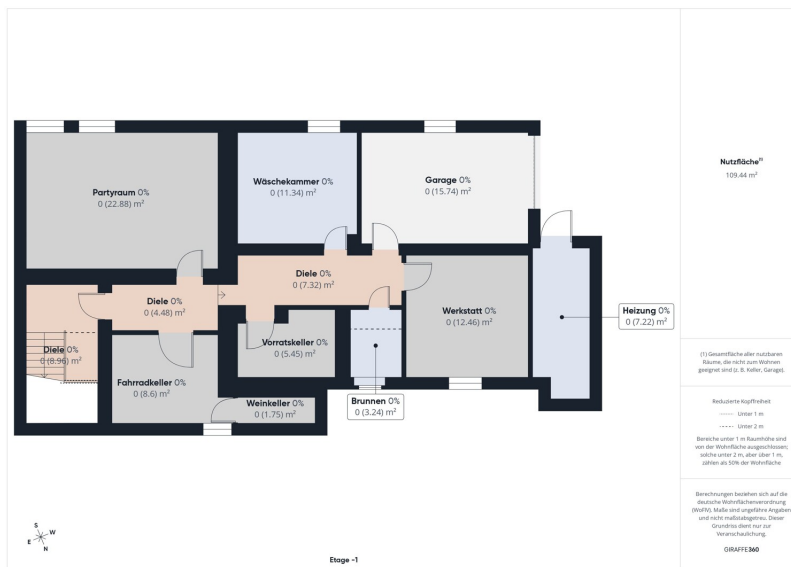 Partyraum 0%
0 (22.88) m²
Wäschekammer 0%
0 (11.34) m²
Garage 0%
0 (15.74) m²
Diele 0%
0 (4.48) m²
Diele 0%
0 (7.32) m²
Werkstatt 0%
0 (12.46) m²
Heizung 0%
0 (7.22) m²
Diele 0%
0 (8.96) m²
Vorratskeller 0%
0 (5.45) m²
Fahrradkeller 0%
0 (8.6) m²
Weinkeller 0%
0 (1.75) m²
Brunnen 0%
0 (3.24) m²
S
W
E
N
Etage -1
Nutzfläche⁽¹⁾
109.44 m²
(1) Gesamtfläche aller nutzbaren
Räume, die nicht zum Wohnen
geeignet sind (z. B. Keller, Garage).
Reduzierte Kopffreiheit
Unter 1 m
Unter 2 m
Bereiche unter 1 m Raumhöhe sind
von der Wohnfläche ausgeschlossen;
solche unter 2 m, aber über 1 m,
zählen als 50% der Wohnfläche
Berechnungen beziehen sich auf die
deutsche Wohnflächenverordnung
(WoFlV). Maße sind ungefähre Angaben
und nicht maßstabsgetreu. Dieser
Grundriss dient nur zur
Veranschaulichung.
GIRAFFE360